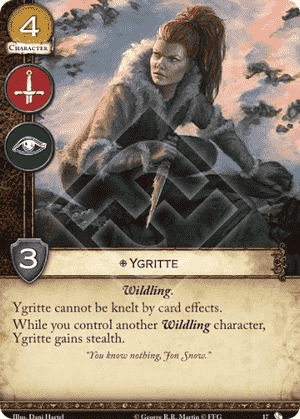 4
CHARACTER
3
YGRITTE
Wildling.
Ygritte cannot be knelt by card effects.
While you control another Wildling character,
Ygritte gains stealth.
"You know nothing, Jon Snow."
Illus. Dani Hartel
© George R.R. Martin © FFG
17